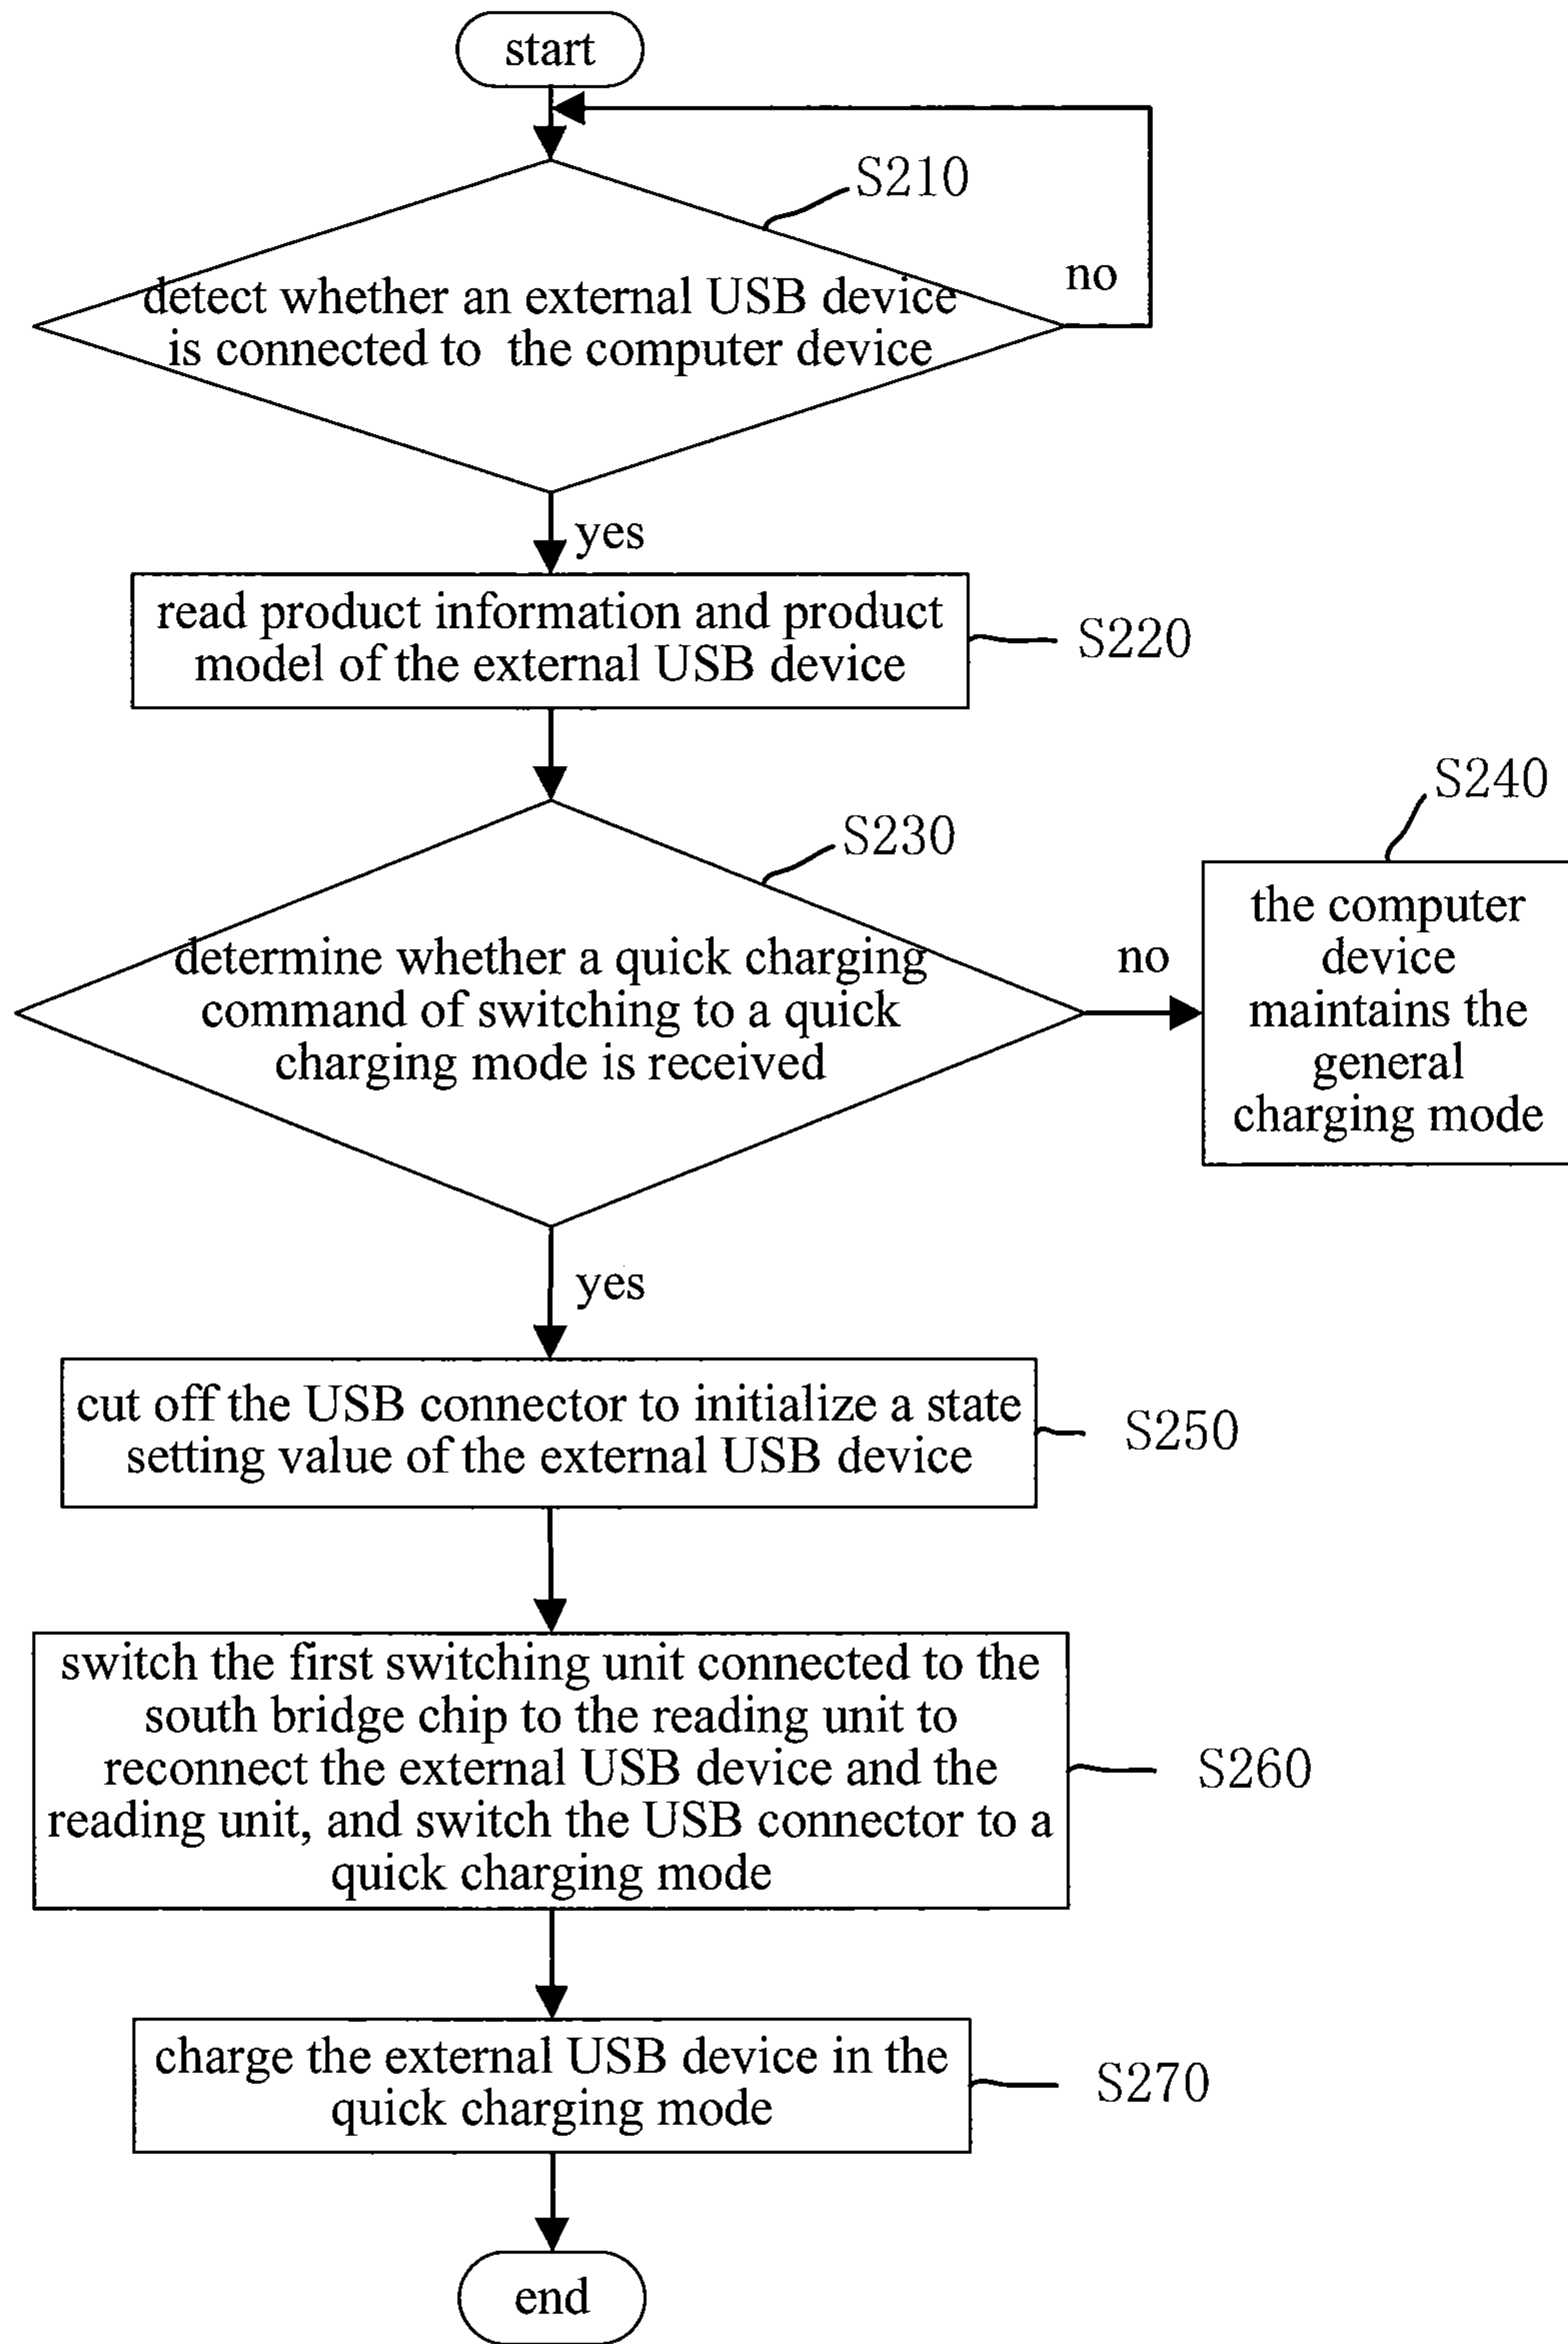 start
S210
no
detect whether an external USB device
is connected to the computer device
yes
read product information and product
model of the external USB device
S220
S240
S230
the computer
device
maintains the
general
charging mode
no
determine whether a quick charging
command of switching to a quick
charging mode is received
yes
cut off the USB connector to initialize a state
setting value of the external USB device
S250
switch the first switching unit connected to the
south bridge chip to the reading unit to
reconnect the external USB device and the
reading unit, and switch the USB connector to a
quick charging mode
S260
charge the external USB device in the
quick charging mode
S270
end